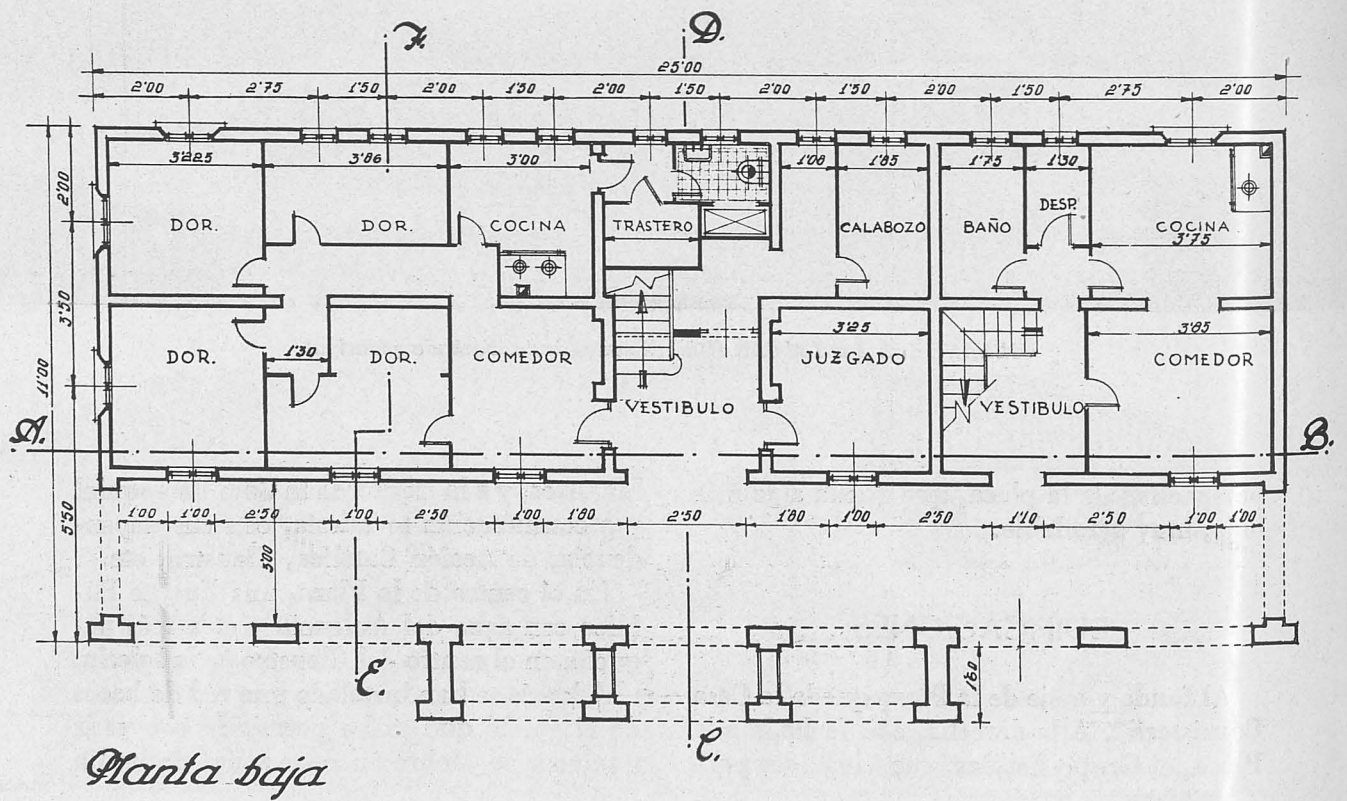 F. D.
25'00
2'00 2'75 1'50 2'00 1'50 2'00 1'50 2'00 1'50 2'00 1'50 2'75 2'00
3'225 3'66 3'00 1'06 1'85 1'75 1'30
2'00
DOR. DOR. COCINA TRASTERO CALABOZO BAÑO DESP. COCINA
3'75
3'50
11'00
1'30 3'25 3'85
DOR. DOR. COMEDOR JUZGADO COMEDOR
VESTIBULO VESTIBULO
A. B.
5'50
1'00 1'00 2'50 1'00 2'50 1'00 1'80 2'50 1'80 1'00 2'50 1'10 2'50 1'00 1'00
5'00
1'60
E. C.
Planta baja